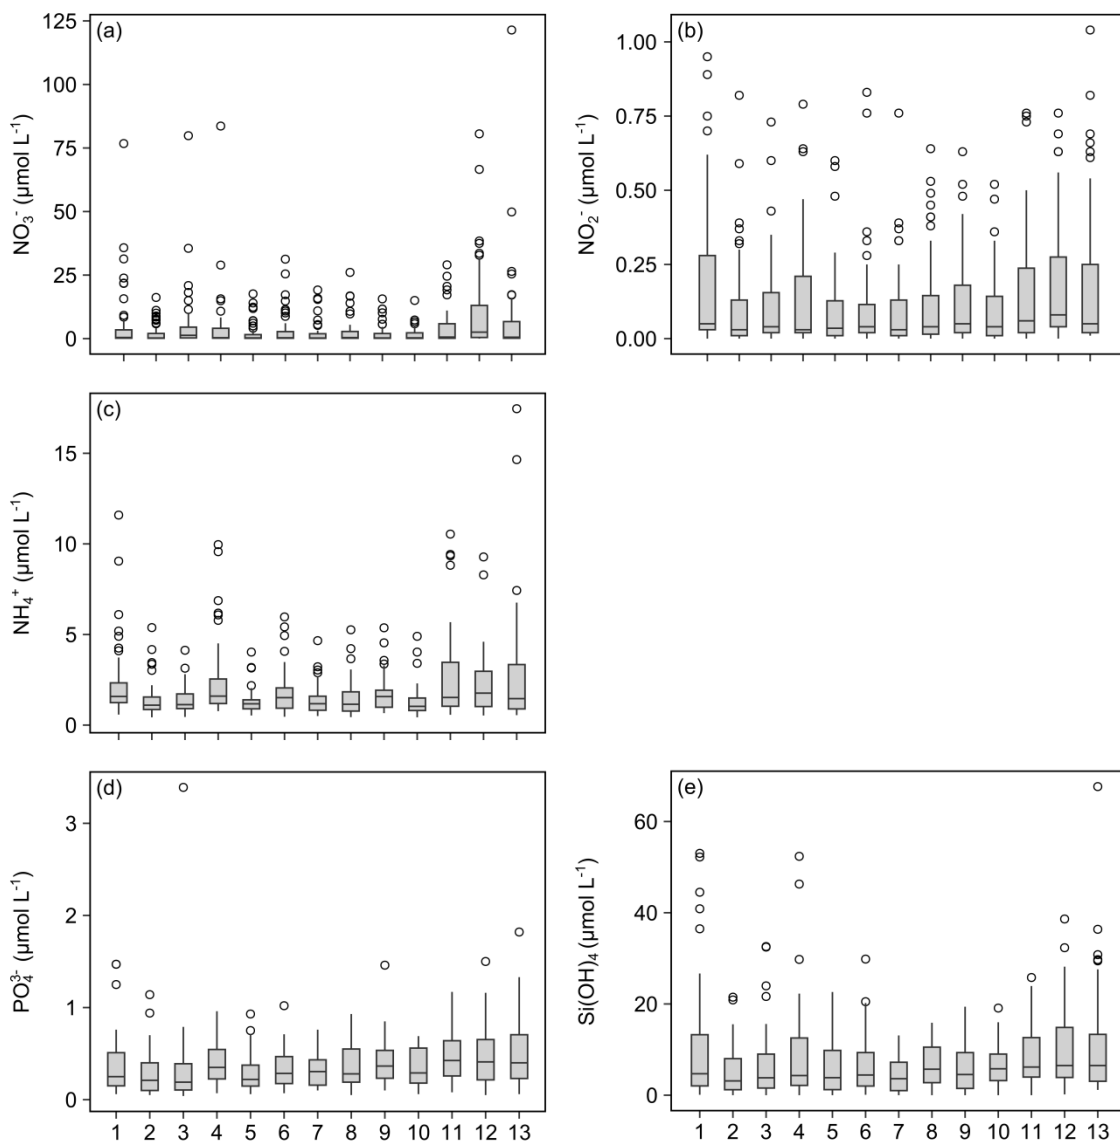 (a)
NO₃⁻ (µmol L⁻¹)
125
100
75
50
25
0
(b)
NO₂⁻ (µmol L⁻¹)
1.00
0.75
0.50
0.25
0.00
(c)
NH₄⁺ (µmol L⁻¹)
15
10
5
0
(d)
PO₄³⁻ (µmol L⁻¹)
3
2
1
0
1 2 3 4 5 6 7 8 9 10 11 12 13
(e)
Si(OH)₄ (µmol L⁻¹)
60
40
20
0
1 2 3 4 5 6 7 8 9 10 11 12 13